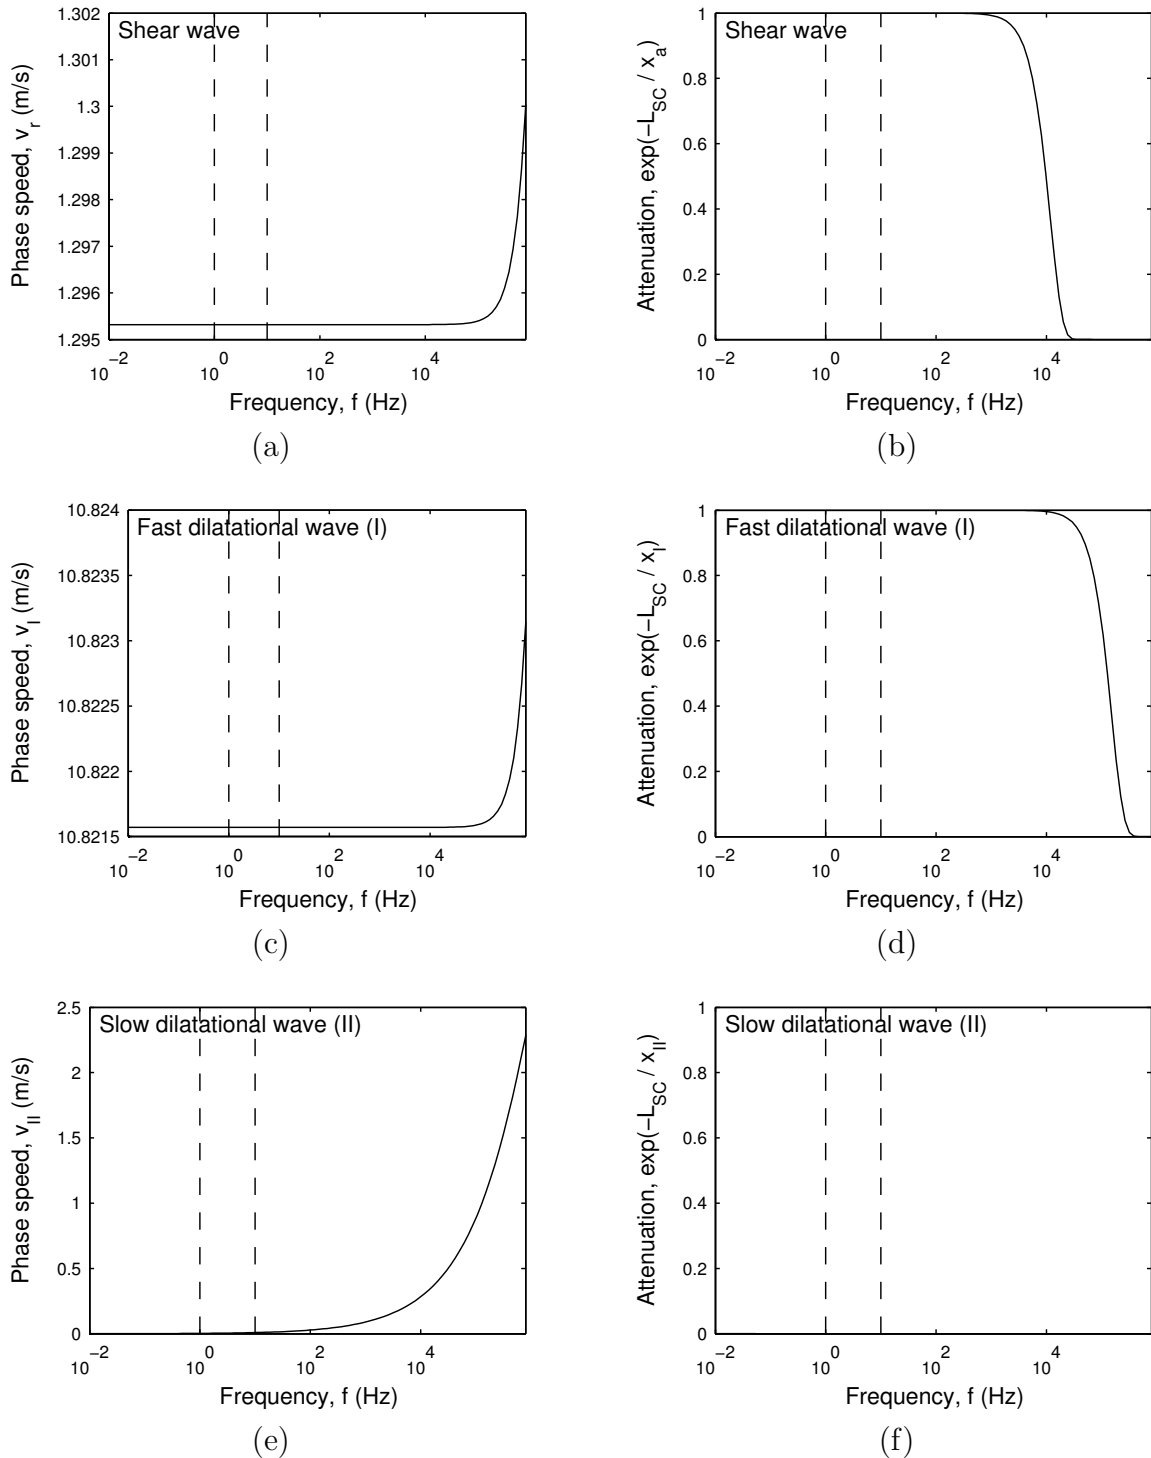 Shear wave
Phase speed, v_r (m/s)
1.302
1.301
1.3
1.299
1.298
1.297
1.296
1.295
10^−2 10^0 10^2 10^4
Frequency, f (Hz)
(a)
Shear wave
Attenuation, exp(−L_SC / x_a)
1
0.8
0.6
0.4
0.2
0
10^−2 10^0 10^2 10^4
Frequency, f (Hz)
(b)
Fast dilatational wave (I)
Phase speed, v_I (m/s)
10.824
10.8235
10.823
10.8225
10.822
10.8215
10^−2 10^0 10^2 10^4
Frequency, f (Hz)
(c)
Fast dilatational wave (I)
Attenuation, exp(−L_SC / x_I)
1
0.8
0.6
0.4
0.2
0
10^−2 10^0 10^2 10^4
Frequency, f (Hz)
(d)
Slow dilatational wave (II)
Phase speed, v_II (m/s)
2.5
2
1.5
1
0.5
0
10^−2 10^0 10^2 10^4
Frequency, f (Hz)
(e)
Slow dilatational wave (II)
Attenuation, exp(−L_SC / x_II)
1
0.8
0.6
0.4
0.2
0
10^−2 10^0 10^2 10^4
Frequency, f (Hz)
(f)